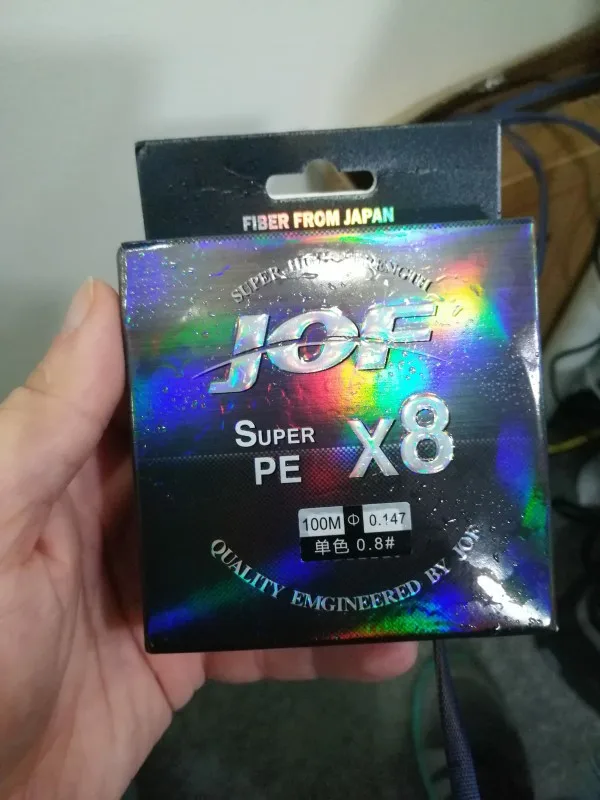 FIBER FROM JAPAN
SUPER HIGH STRENGTH
JOF
SUPER
PE
X8
100M Φ 0.147
单色 0.8#
QUALITY EMGINEERED BY JOF